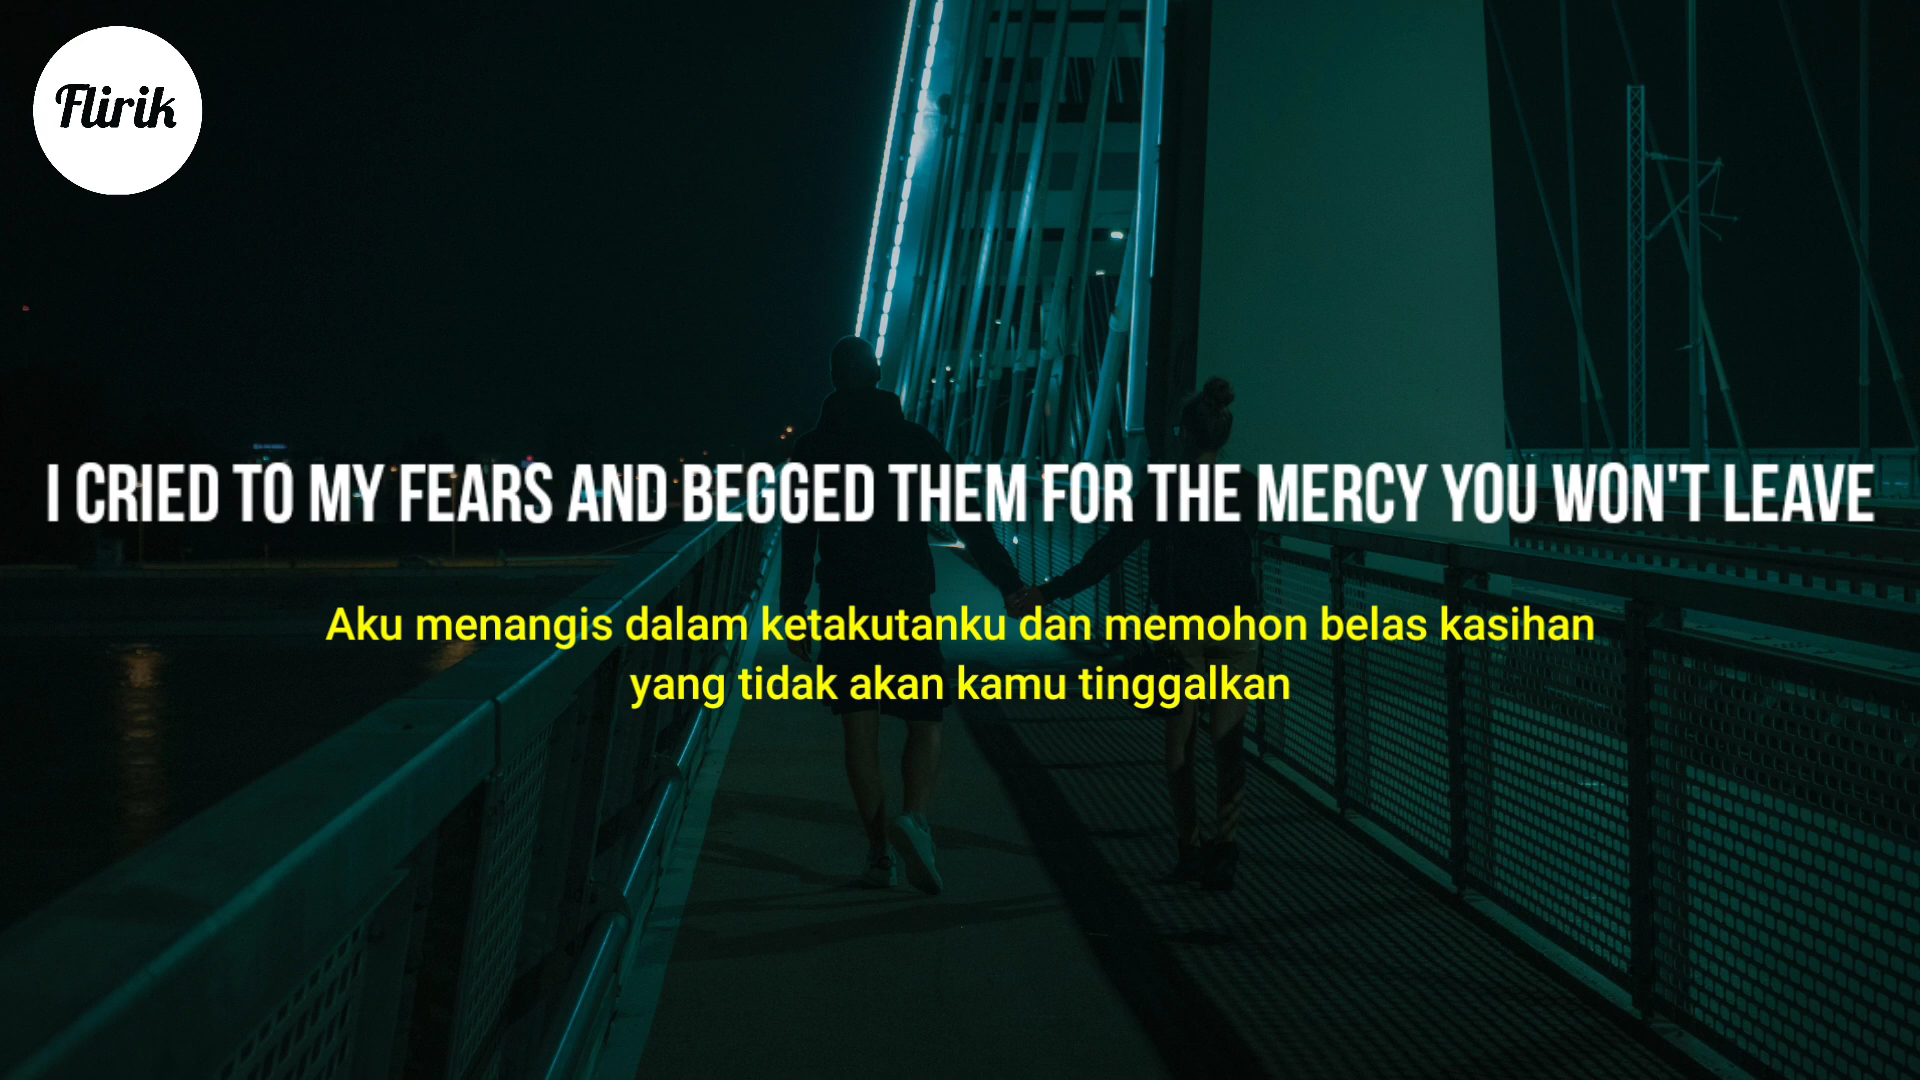 Flirik
I CRIED TO MY FEARS AND BEGGED THEM FOR THE MERCY YOU WON'T LEAVE
Aku menangis dalam ketakutanku dan memohon belas kasihan
yang tidak akan kamu tinggalkan